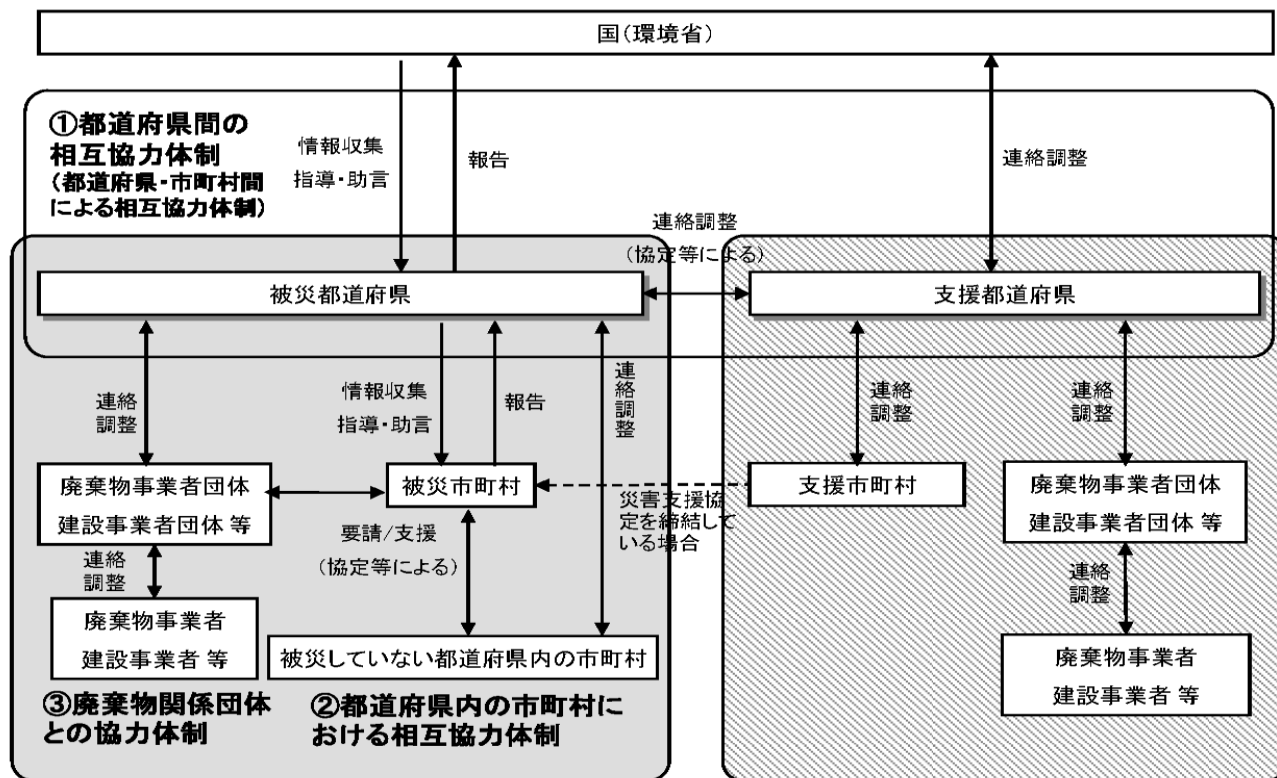 国(環境省)
①都道府県間の
相互協力体制
(都道府県・市町村間
による相互協力体制)
情報収集
指導・助言
報告
連絡調整
連絡調整
(協定等による)
被災都道府県
支援都道府県
連絡
調整
情報収集
指導・助言
報告
連絡調整
連絡
調整
連絡
調整
廃棄物事業者団体
建設事業者団体 等
被災市町村
災害支援協
定を締結して
いる場合
支援市町村
廃棄物事業者団体
建設事業者団体 等
要請/支援
(協定等による)
連絡
調整
連絡
調整
廃棄物事業者
建設事業者 等
被災していない都道府県内の市町村
廃棄物事業者
建設事業者 等
③廃棄物関係団体
との協力体制
②都道府県内の市町村に
おける相互協力体制